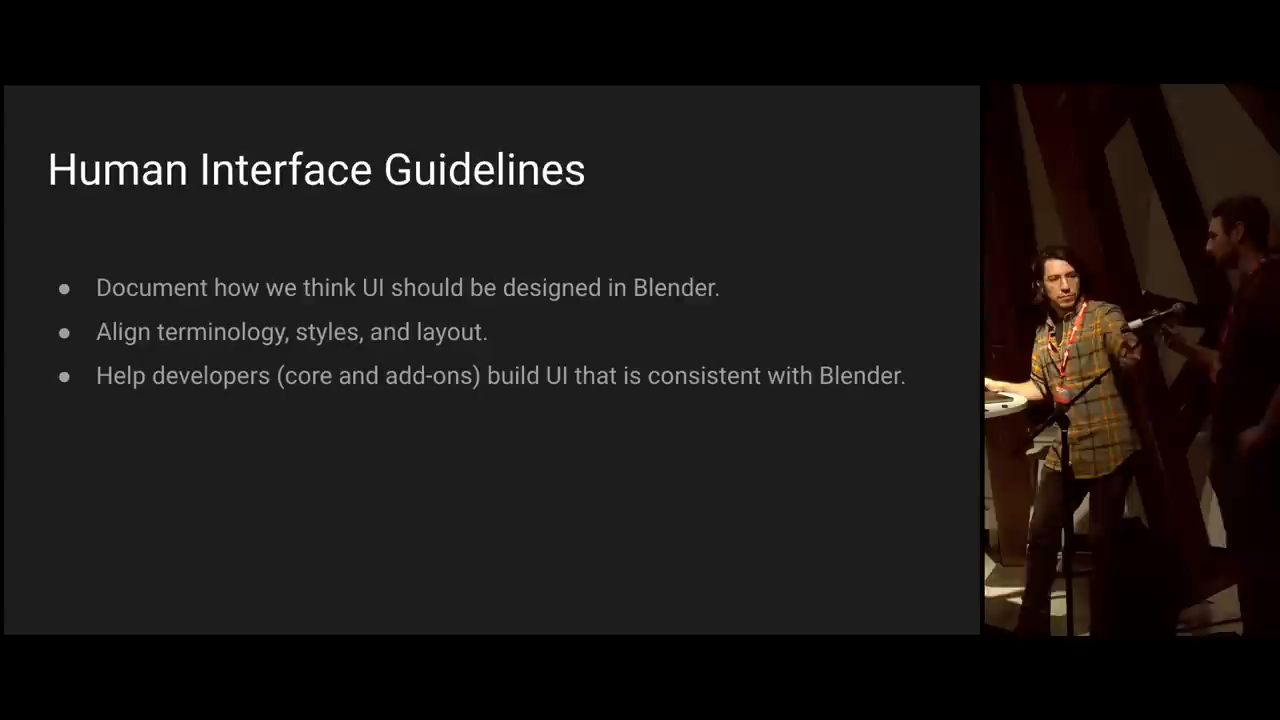 Human Interface Guidelines
● Document how we think UI should be designed in Blender.
● Align terminology, styles, and layout.
● Help developers (core and add-ons) build UI that is consistent with Blender.